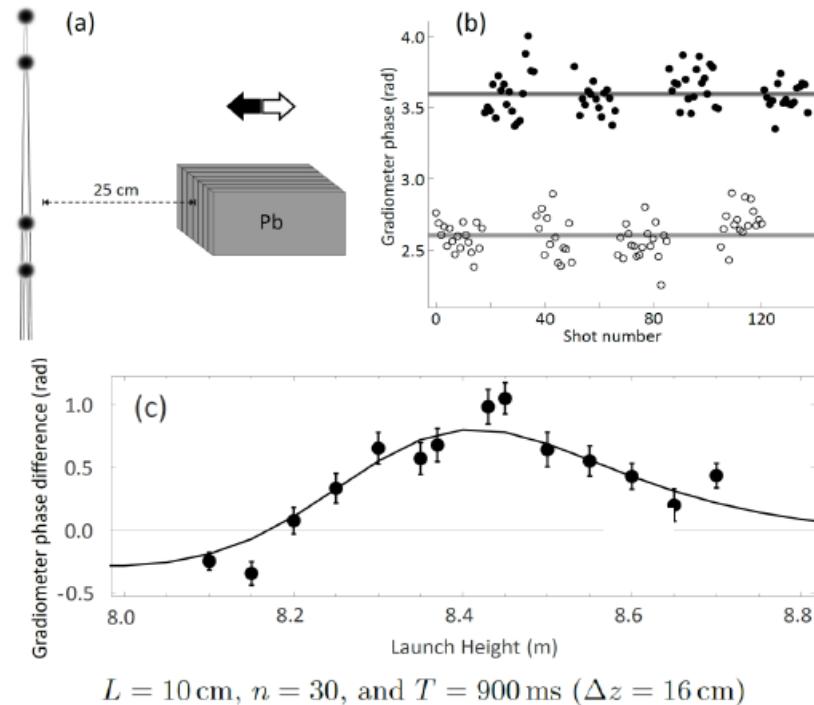 (a)
25 cm
Pb
(b)
Gradiometer phase (rad)
4.0
3.5
3.0
2.5
0
40
80
120
Shot number
(c)
Gradiometer phase difference (rad)
1.0
0.5
0.0
-0.5
8.0
8.2
8.4
8.6
8.8
Launch Height (m)
L = 10 cm, n = 30, and T = 900 ms (Δz = 16 cm)